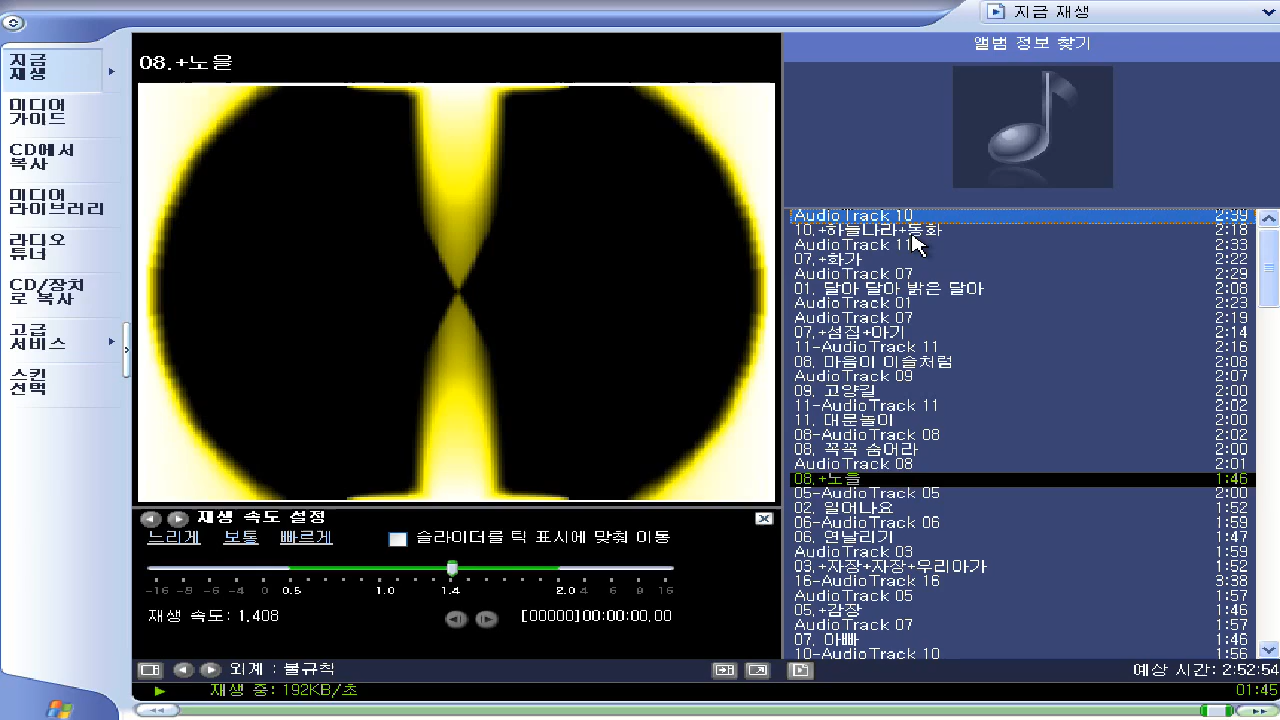 지금 재생
지금
재생
미디어
가이드
CD에서
복사
미디어
라이브러리
라디오
튜너
CD/장치
로 복사
고급
서비스
스킨
선택
08.+노을
재생 속도 설정
느리게 보통 빠르게 슬라이더를 틱 표시에 맞춰 이동
-16 -8 -6 -4 0 0.5 1.0 1.4 2.0 4 6 8 16
재생 속도: 1.408 [00000]00:00:00.00
외계 : 불규칙
재생 중: 192KB/초
앨범 정보 찾기
AudioTrack 10 2:39
10.+하늘나라+동화 2:18
AudioTrack 11 2:33
07.+화가 2:22
AudioTrack 07 2:29
01. 달아 달아 밝은 달아 2:08
AudioTrack 01 2:23
AudioTrack 07 2:19
07.+섬집+아기 2:14
11-AudioTrack 11 2:16
08. 마음이 이슬처럼 2:08
AudioTrack 09 2:07
09. 고양길 2:00
11-AudioTrack 11 2:02
11. 대문놀이 2:00
08-AudioTrack 08 2:02
08. 꼭꼭 숨어라 2:00
AudioTrack 08 2:01
08.+노을 1:46
05-AudioTrack 05 2:00
02. 일어나요 1:52
06-AudioTrack 06 1:59
06. 연날리기 1:47
AudioTrack 03 1:59
03.+자장+자장+우리아가 1:52
16-AudioTrack 16 3:38
AudioTrack 05 1:57
05.+감장 1:46
AudioTrack 07 1:57
07. 아빠 1:46
10-AudioTrack 10 1:56
예상 시간: 2:52:54
01:45